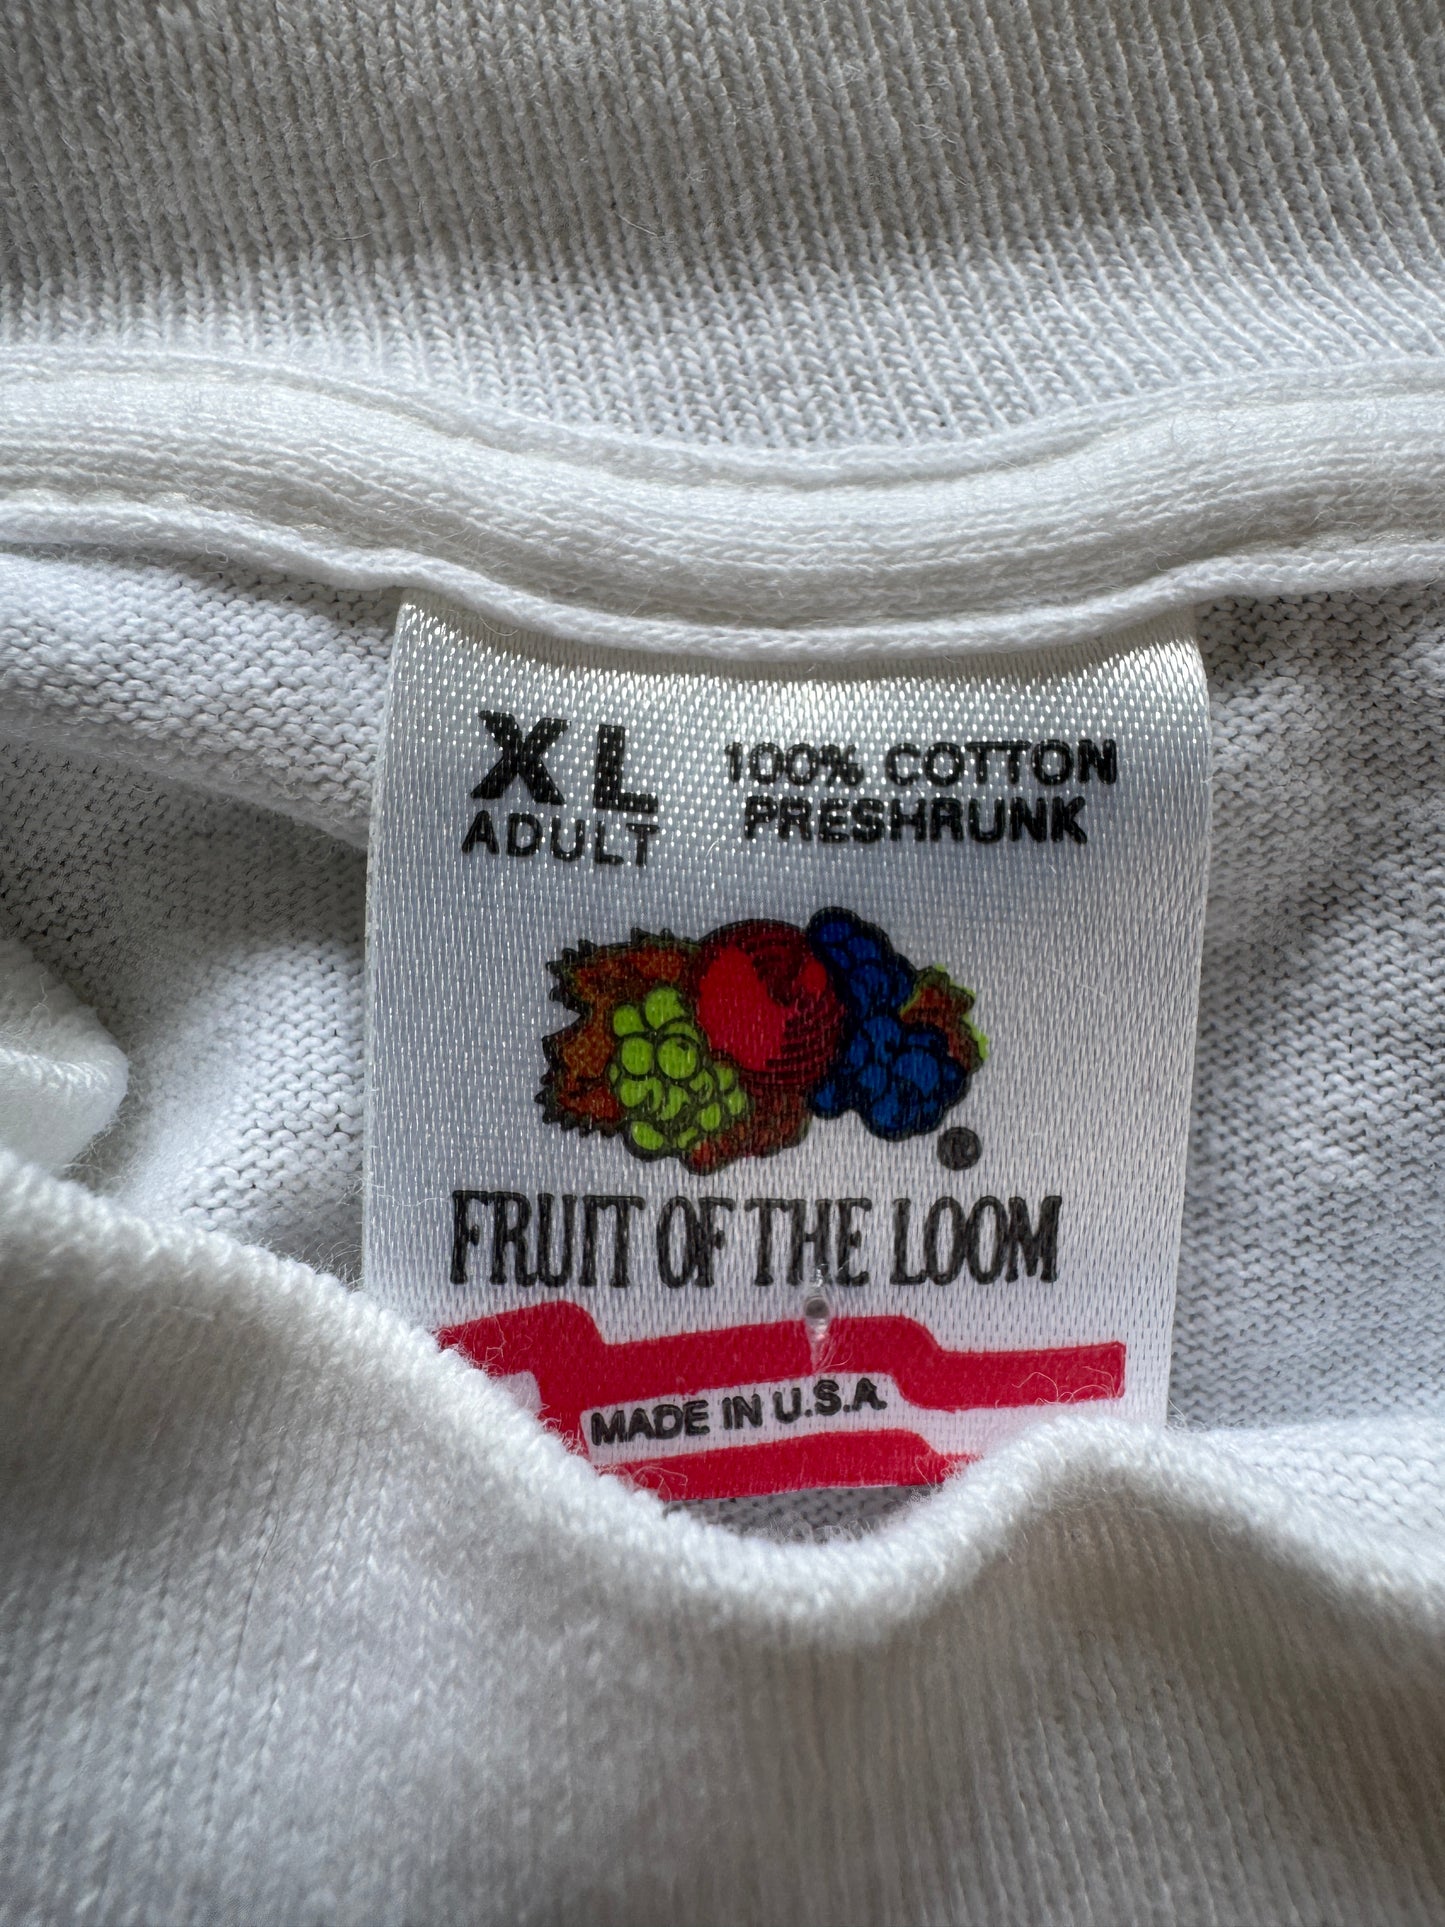 XL
ADULT
100% COTTON
PRESHRUNK
®
FRUIT OF THE LOOM
MADE IN U.S.A.